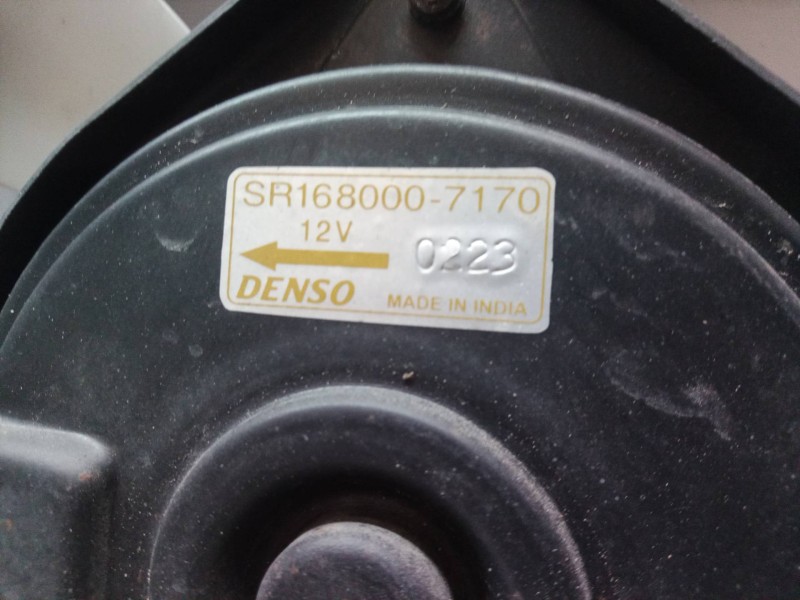 SR168000-7170
12V
0223
DENSO
MADE IN INDIA